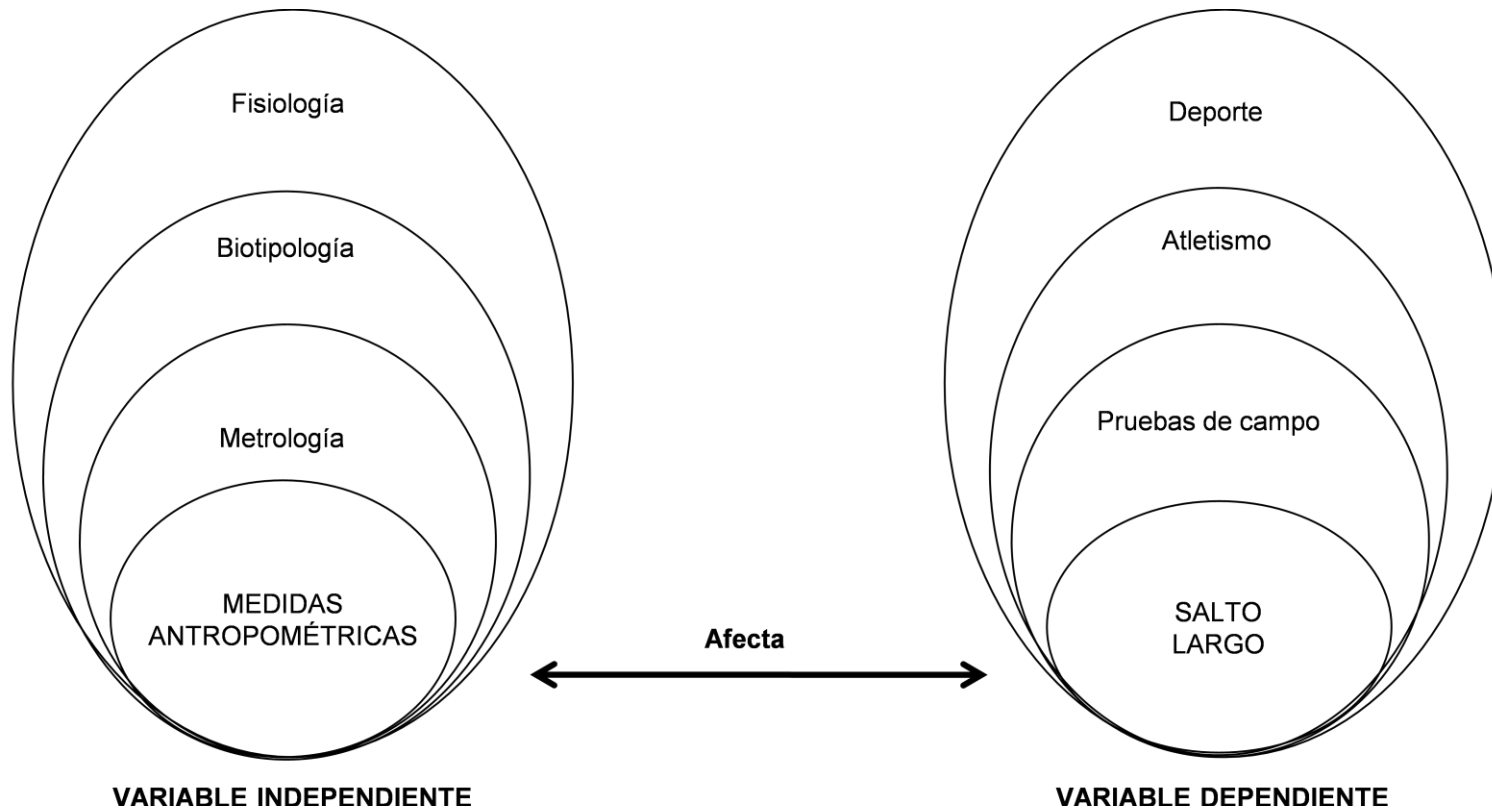 Fisiología
Biotipología
Metrología
MEDIDAS
ANTROPOMÉTRICAS
Afecta
Deporte
Atletismo
Pruebas de campo
SALTO
LARGO
VARIABLE INDEPENDIENTE
VARIABLE DEPENDIENTE